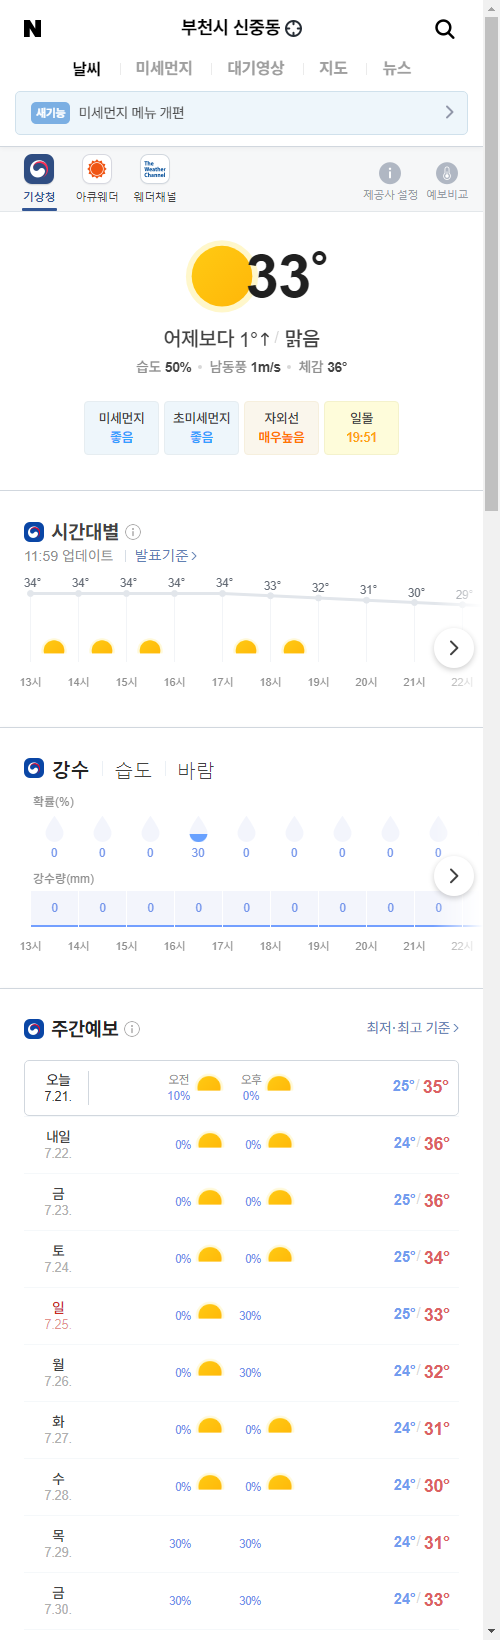 N 부천시 신중동
날씨 미세먼지 대기영상 지도 뉴스
새기능 미세먼지 메뉴 개편
The Weather Channel
기상청 아큐웨더 웨더채널 제공사 설정 예보비교
33°
어제보다 1°↑ / 맑음
습도 50% 남동풍 1m/s 체감 36°
미세먼지 초미세먼지 자외선 일몰
좋음 좋음 매우높음 19:51
시간대별
11:59 업데이트 발표기준 >
34° 34° 34° 34° 34° 33° 32° 31° 30° 29°
13시 14시 15시 16시 17시 18시 19시 20시 21시 22시
강수 습도 바람
확률(%)
0 0 0 30 0 0 0 0 0
강수량(mm)
0 0 0 0 0 0 0 0 0
13시 14시 15시 16시 17시 18시 19시 20시 21시 22시
주간예보 최저·최고 기준 >
오늘 7.21. 오전 10% 오후 0% 25° / 35°
내일 7.22. 0% 0% 24° / 36°
금 7.23. 0% 0% 25° / 36°
토 7.24. 0% 0% 25° / 34°
일 7.25. 0% 30% 25° / 33°
월 7.26. 0% 30% 24° / 32°
화 7.27. 0% 0% 24° / 31°
수 7.28. 0% 0% 24° / 30°
목 7.29. 30% 30% 24° / 31°
금 7.30. 30% 30% 24° / 33°